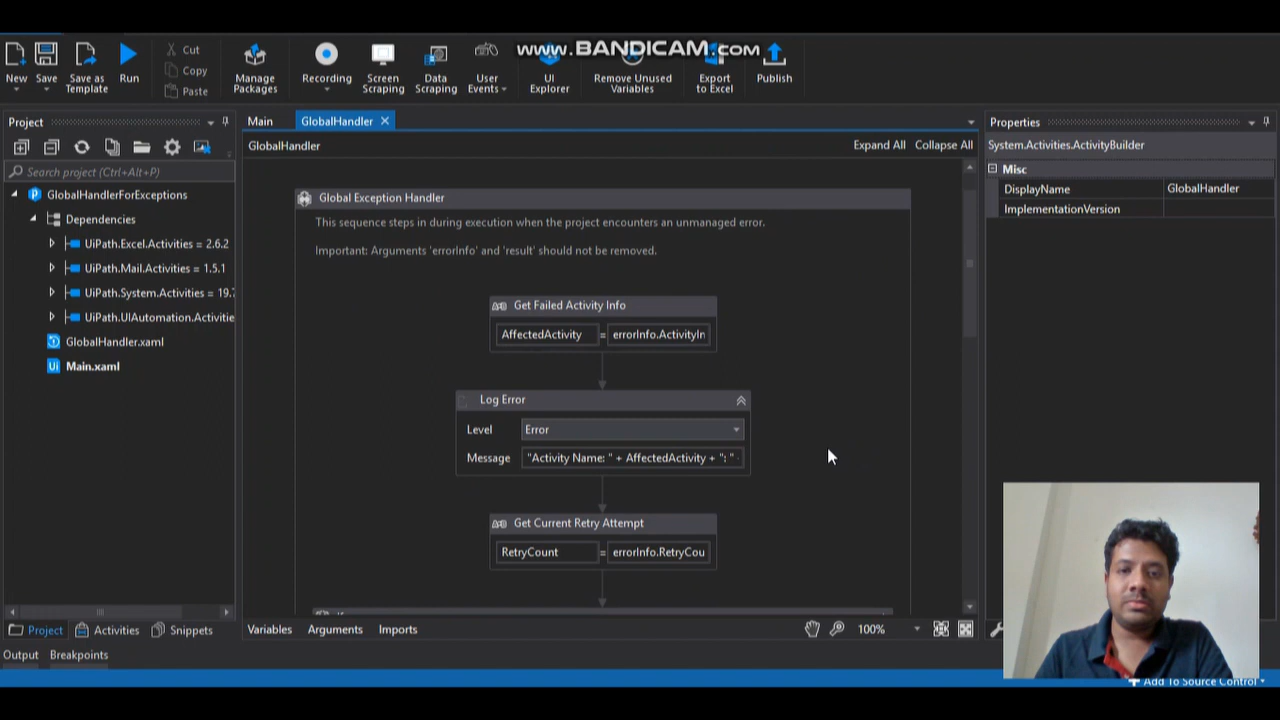 www.BANDICAM.com
New
Save
Save as
Template
Run
Cut
Copy
Paste
Manage
Packages
Recording
Screen
Scraping
Data
Scraping
User
Events
UI
Explorer
Remove Unused
Variables
Export
to Excel
Publish
Project
Search project (Ctrl+Alt+P)
GlobalHandlerForExceptions
Dependencies
UiPath.Excel.Activities = 2.6.2
UiPath.Mail.Activities = 1.5.1
UiPath.System.Activities = 19.
UiPath.UIAutomation.Activitie
GlobalHandler.xaml
Ui Main.xaml
Project
Activities
Snippets
Output
Breakpoints
Main
GlobalHandler
GlobalHandler
Expand All
Collapse All
Global Exception Handler
This sequence steps in during execution when the project encounters an unmanaged error.
Important: Arguments 'errorInfo' and 'result' should not be removed.
A=B Get Failed Activity Info
AffectedActivity = errorInfo.ActivityIn
Log Error
Level Error
Message "Activity Name: " + AffectedActivity + ": "
A=B Get Current Retry Attempt
RetryCount = errorInfo.RetryCou
Variables
Arguments
Imports
100%
Properties
System.Activities.ActivityBuilder
Misc
DisplayName GlobalHandler
ImplementationVersion
Add To Source Control